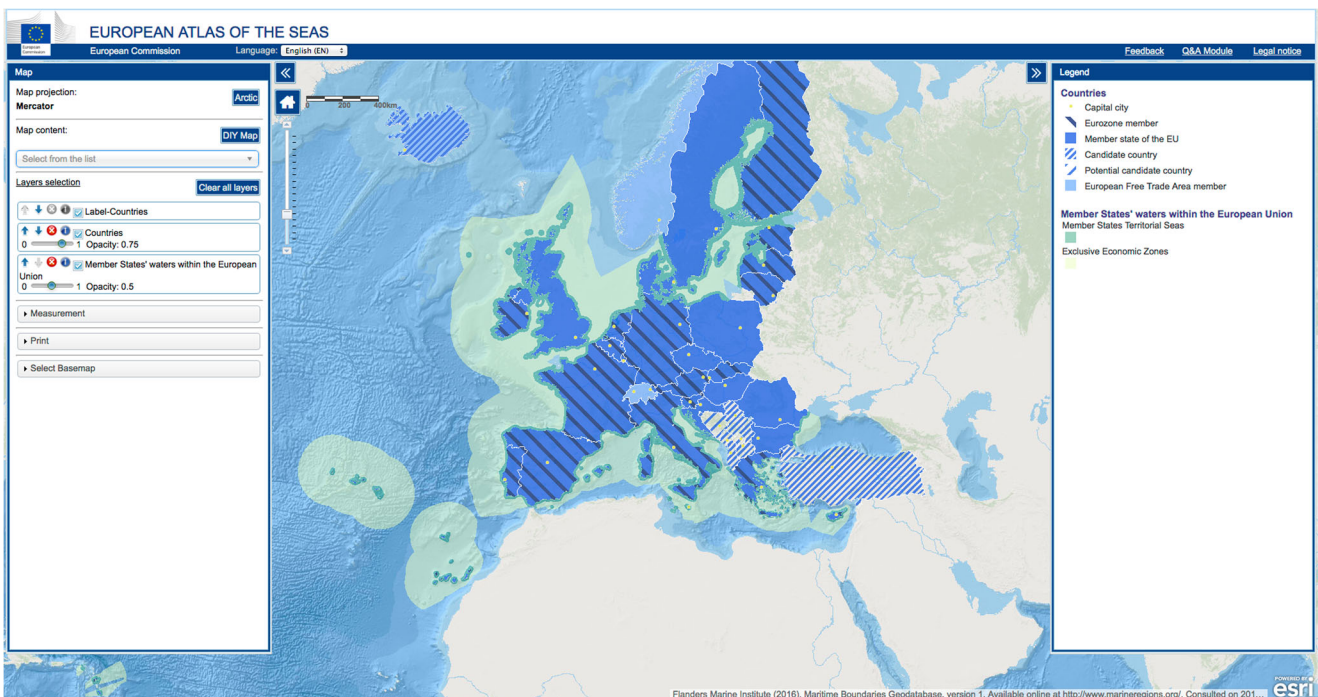 EUROPEAN ATLAS OF THE SEAS
European
Commission
European Commission
Language: English (EN)
Feedback Q&A Module Legal notice
Map
Map projection:
Mercator
Arctic
Map content:
DIY Map
Select from the list
Layers selection
Clear all layers
Label-Countries
Countries
0 1 Opacity: 0.75
Member States' waters within the European
Union
0 1 Opacity: 0.5
Measurement
Print
Select Basemap
0 200 400km
Legend
Countries
Capital city
Eurozone member
Member state of the EU
Candidate country
Potential candidate country
European Free Trade Area member
Member States' waters within the European Union
Member States Territorial Seas
Exclusive Economic Zones
Flanders Marine Institute (2016). Maritime Boundaries Geodatabase, version 1. Available online at http://www.marineregions.org/. Consulted on 201...
POWERED BY
esri